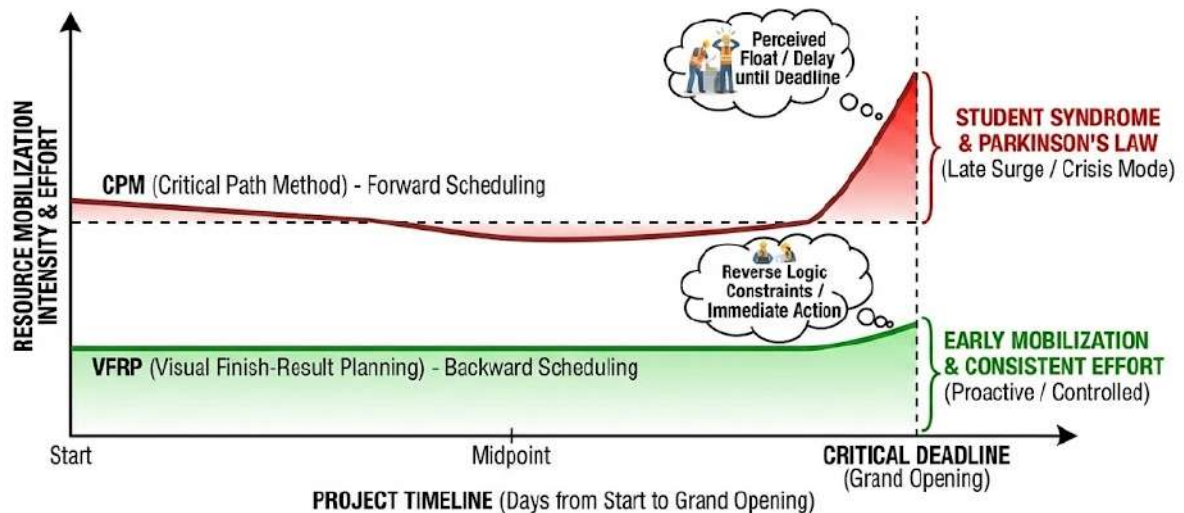 RESOURCE MOBILIZATION
INTENSITY & EFFORT
Perceived
Float / Delay
until Deadline
STUDENT SYNDROME
& PARKINSON'S LAW
(Late Surge / Crisis Mode)
CPM (Critical Path Method) - Forward Scheduling
Reverse Logic
Constraints /
Immediate Action
VFRP (Visual Finish-Result Planning) - Backward Scheduling
EARLY MOBILIZATION
& CONSISTENT EFFORT
(Proactive / Controlled)
Start
Midpoint
CRITICAL DEADLINE
(Grand Opening)
PROJECT TIMELINE (Days from Start to Grand Opening)